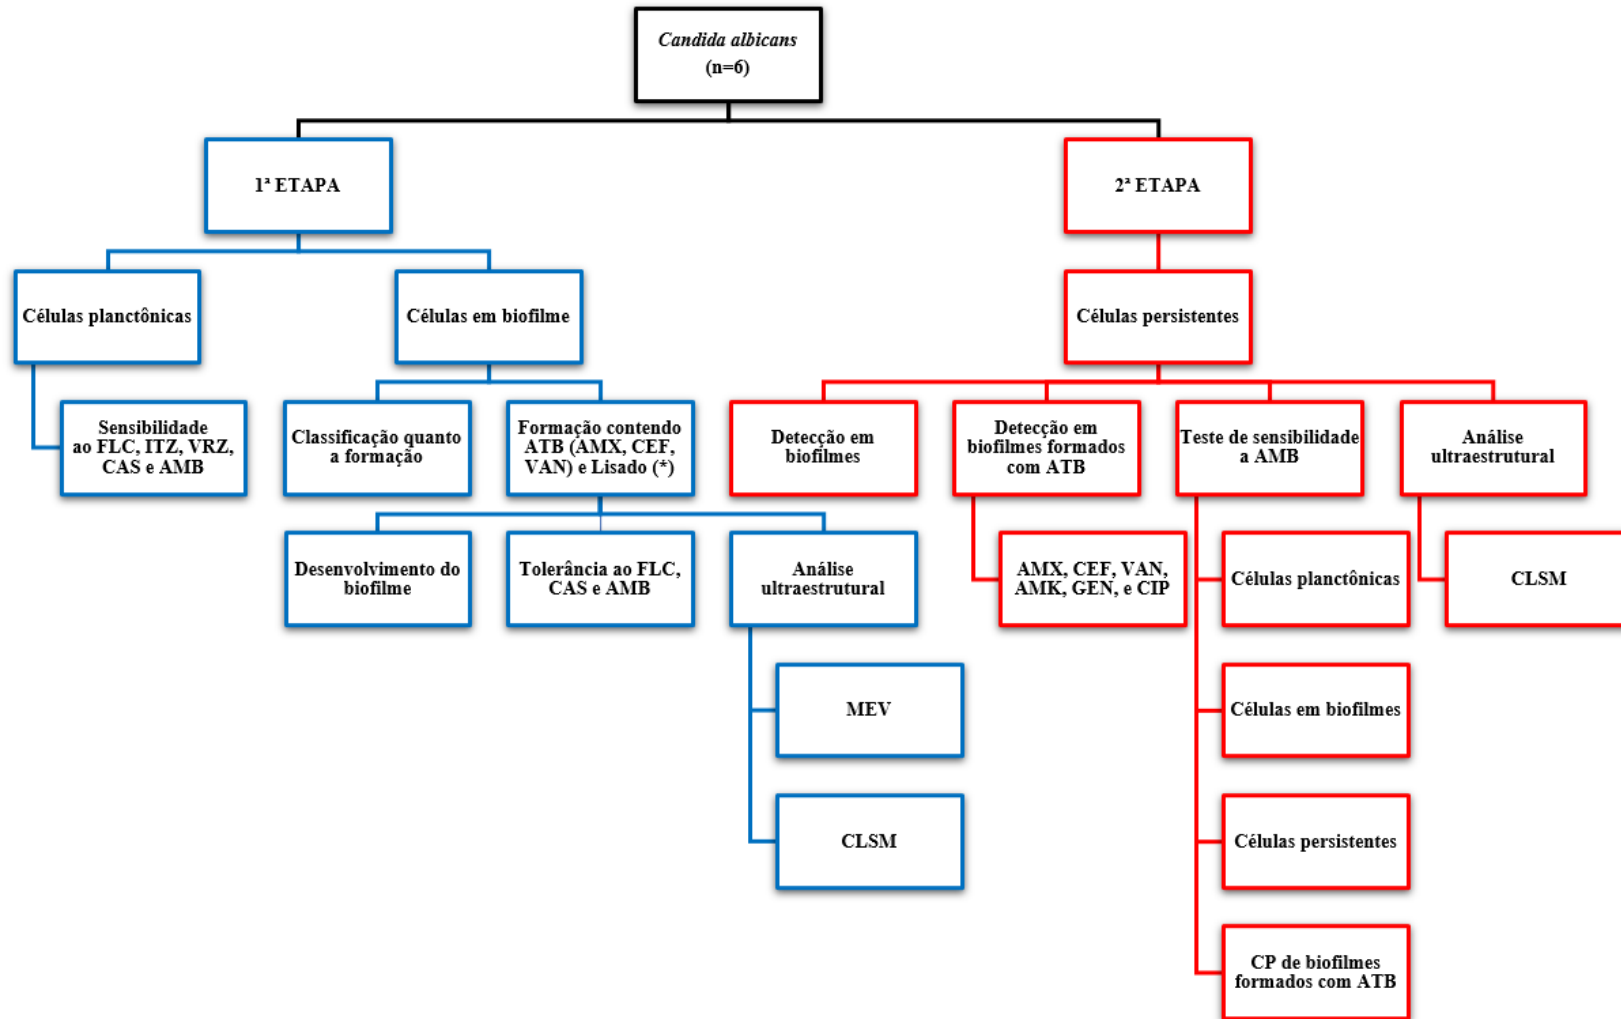 Candida albicans
(n=6)
1ª ETAPA
2ª ETAPA
Células planctônicas
Células em biofilme
Células persistentes
Sensibilidade
ao FLC, ITZ, VRZ,
CAS e AMB
Classificação quanto
a formação
Formação contendo
ATB (AMX, CEF,
VAN) e Lisado (*)
Detecção em
biofilmes
Detecção em
biofilmes formados
com ATB
Teste de sensibilidade
a AMB
Análise
ultraestrutural
Desenvolvimento do
biofilme
Tolerância ao FLC,
CAS e AMB
Análise
ultraestrutural
AMX, CEF, VAN,
AMK, GEN, e CIP
Células planctônicas
CLSM
MEV
Células em biofilmes
CLSM
Células persistentes
CP de biofilmes
formados com ATB